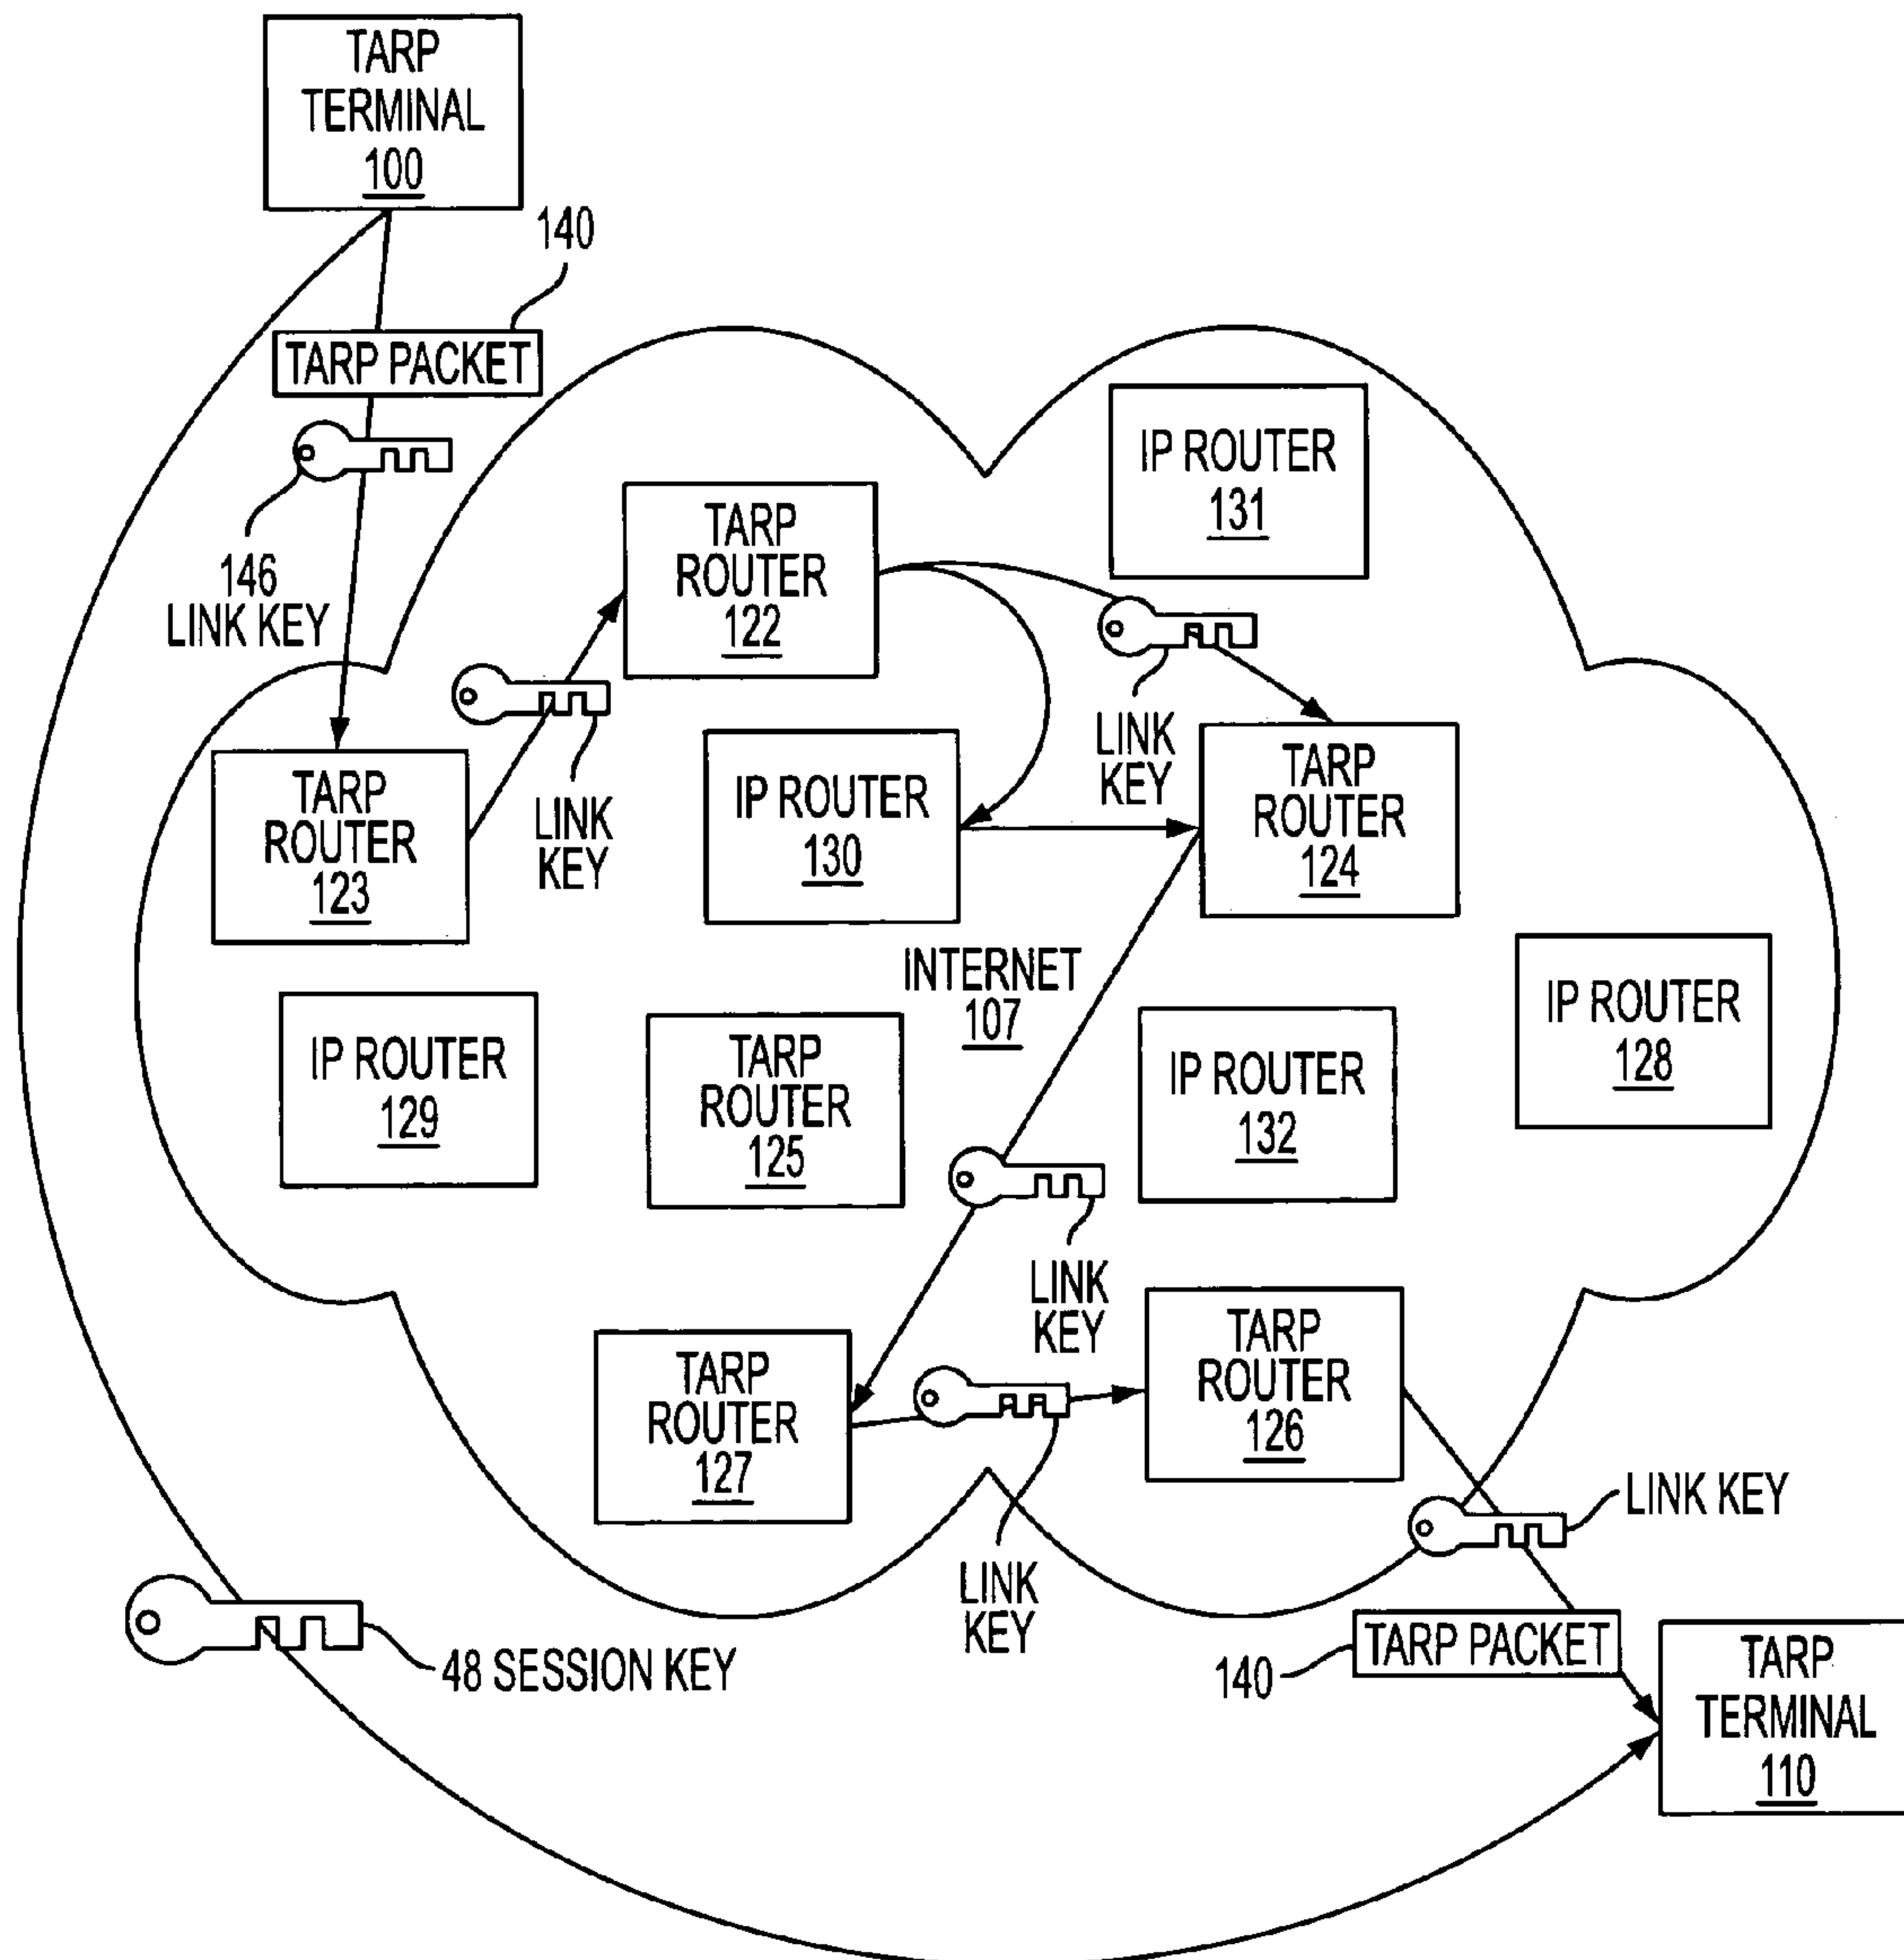 TARP
TERMINAL
100
140
TARP PACKET
146
LINK KEY
IP ROUTER
131
TARP
ROUTER
122
LINK
KEY
LINK
KEY
TARP
ROUTER
123
IP ROUTER
130
TARP
ROUTER
124
INTERNET
107
IP ROUTER
128
IP ROUTER
129
TARP
ROUTER
125
IP ROUTER
132
LINK
KEY
TARP
ROUTER
127
TARP
ROUTER
126
LINK KEY
LINK
KEY
48 SESSION KEY
140
TARP PACKET
TARP
TERMINAL
110